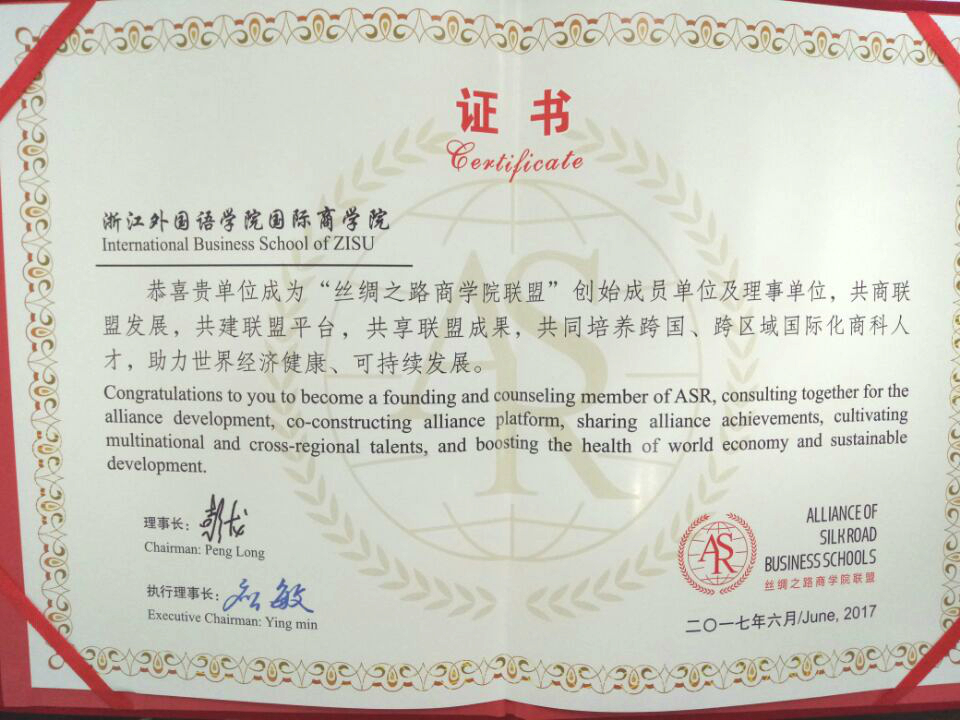 证书
Certificate
浙江外国语学院国际商学院
International Business School of ZISU
恭喜贵单位成为“丝绸之路商学院联盟”创始成员单位及理事单位，共商联
盟发展，共建联盟平台，共享联盟成果，共同培养跨国、跨区域国际化商科人
才，助力世界经济健康、可持续发展。
Congratulations to you to become a founding and counseling member of ASR, consulting together for the
alliance development, co-constructing alliance platform, sharing alliance achievements, cultivating
multinational and cross-regional talents, and boosting the health of world economy and sustainable
development.
理事长：彭龙
Chairman: Peng Long
执行理事长：
Executive Chairman: Ying min
ASR
ALLIANCE OF
SILK ROAD
BUSINESS SCHOOLS
丝绸之路商学院联盟
二〇一七年六月/June, 2017